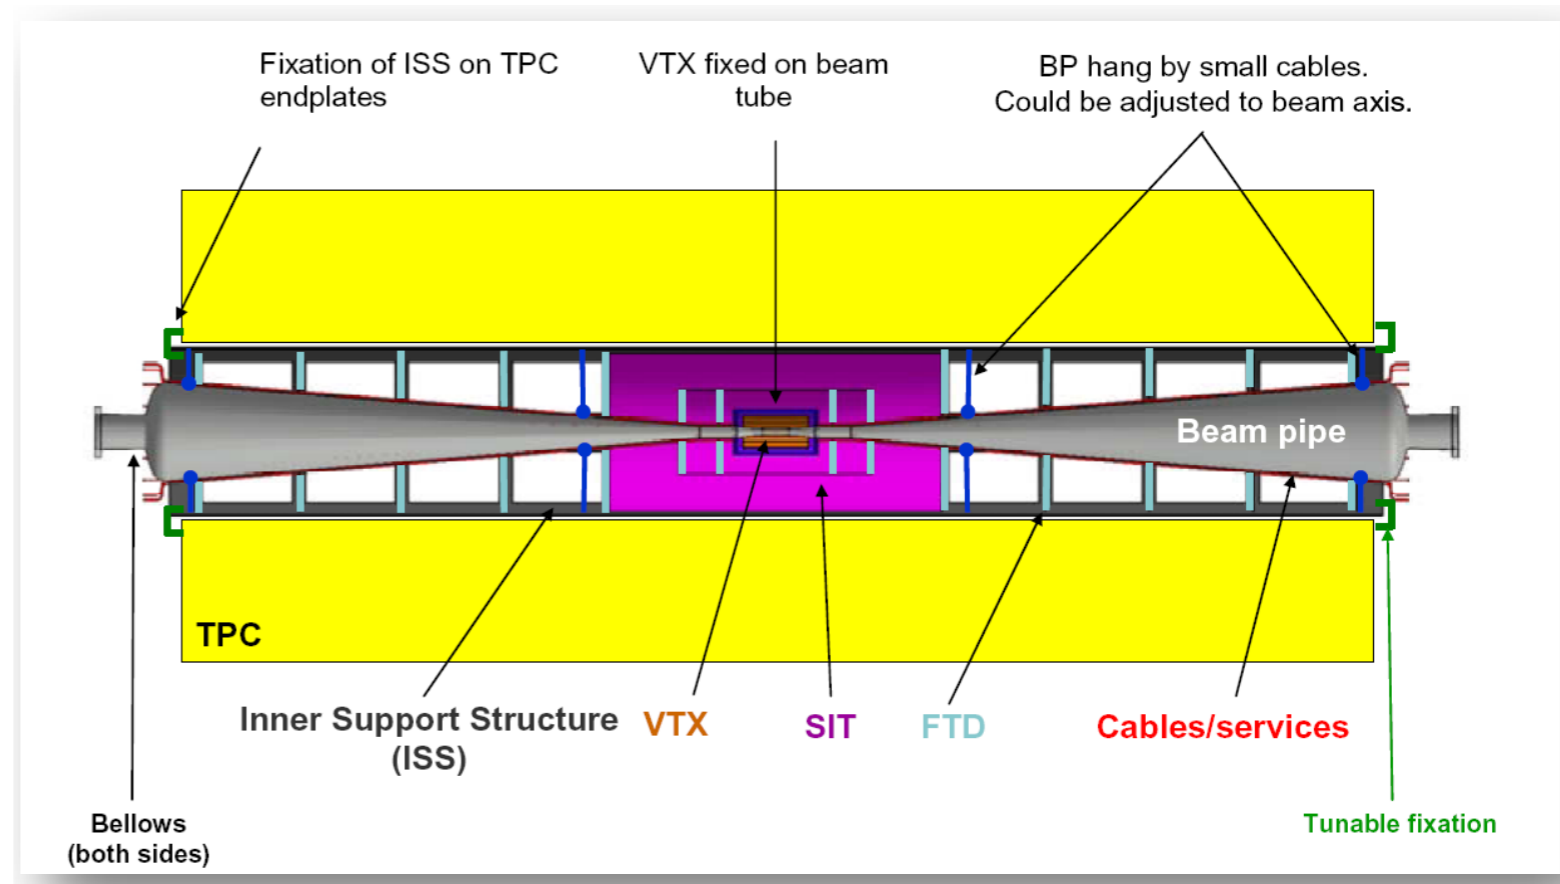 Fixation of ISS on TPC
endplates
VTX fixed on beam
tube
BP hang by small cables.
Could be adjusted to beam axis.
Beam pipe
TPC
Inner Support Structure
(ISS)
VTX
SIT
FTD
Cables/services
Bellows
(both sides)
Tunable fixation